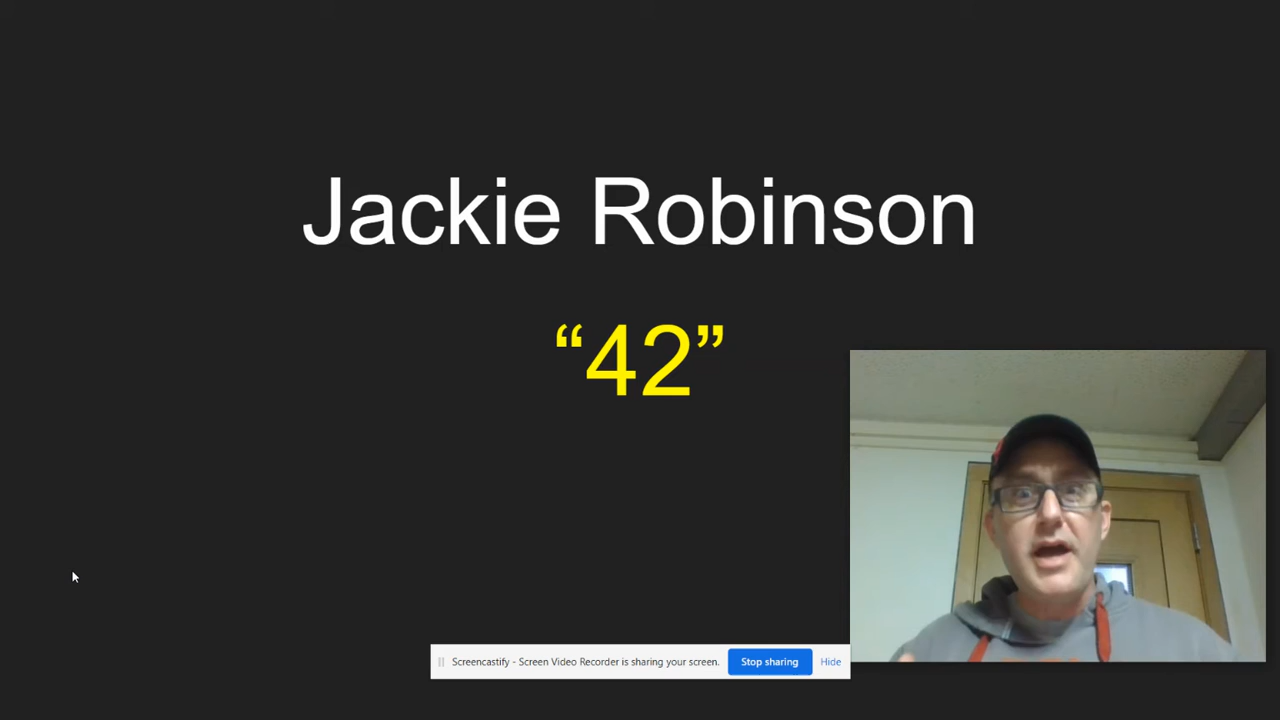 Jackie Robinson
“42”
Screencastify - Screen Video Recorder is sharing your screen. Stop sharing Hide